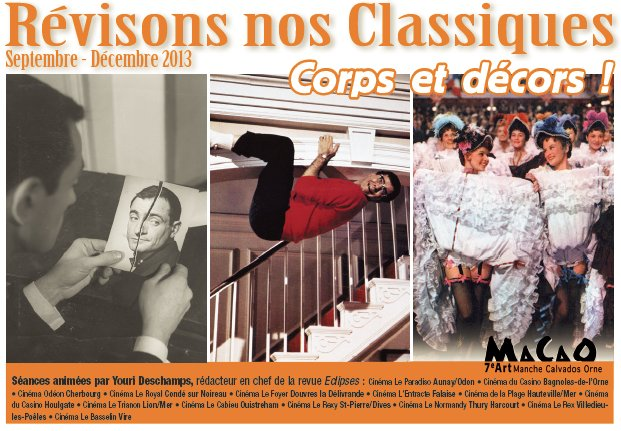 Révisons nos Classiques
Septembre - Décembre 2013
Corps et décors !
MACAO
7e Art Manche Calvados Orne
Séances animées par Youri Deschamps, rédacteur en chef de la revue Eclipses : Cinéma Le Paradiso Aunay/Odon • Cinéma du Casino Bagnoles-de-l'Orne
• Cinéma Odéon Cherbourg • Cinéma Le Royal Condé sur Noireau • Cinéma Le Foyer Douvres la Délivrande • Cinéma L'Entracte Falaise • Cinéma de la Plage Hauteville/Mer • Cinéma
du Casino Houlgate • Cinéma Le Trianon Lion/Mer • Cinéma Le Cabieu Ouistreham • Cinéma Le Rexy St-Pierre/Dives • Cinéma Le Normandy Thury Harcourt • Cinéma Le Rex Villedieu-
les-Poêles • Cinéma Le Basselin Vire